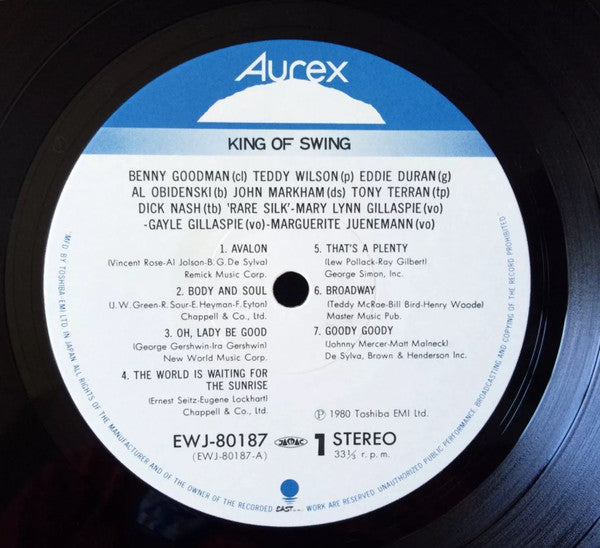 Aurex
KING OF SWING
BENNY GOODMAN(cl) TEDDY WILSON(p) EDDIE DURAN(g)
AL OBIDENSKI(b) JOHN MARKHAM(ds) TONY TERRAN(tp)
DICK NASH(tb) 'RARE SILK'-MARY LYNN GILLASPIE(vo)
-GAYLE GILLASPIE(vo)-MARGUERITE JUENEMANN(vo)
1. AVALON
(Vincent Rose-Al Jolson-B.G.De Sylva)
Remick Music Corp.
2. BODY AND SOUL
(J.W.Green-R.Sour-E.Heyman-F.Eyton)
Chappell & Co., Ltd.
3. OH, LADY BE GOOD
(George Gershwin-Ira Gershwin)
New World Music Corp.
4. THE WORLD IS WAITING FOR
THE SUNRISE
(Ernest Seitz-Eugene Lockhart)
Chappell & Co., Ltd.
5. THAT'S A PLENTY
(Lew Pollack-Ray Gilbert)
George Simon, Inc.
6. BROADWAY
(Teddy McRae-Bill Bird-Henry Woode)
Master Music Pub.
7. GOODY GOODY
(Johnny Mercer-Matt Malneck)
De Sylva, Brown & Henderson Inc.
Ⓟ 1980 Toshiba EMI Ltd.
EWJ-80187 JASRAC 1 STEREO
(EWJ-80187-A) 33⅓ r.p.m.
MF'D BY TOSHIBA-EMI LTD. IN JAPAN ALL RIGHTS OF THE MANUFACTURER AND OF THE OWNER OF THE RECORDED WORK ARE RESERVED. UNAUTHORIZED PUBLIC PERFORMANCE BROADCASTING AND COPYING OF THE RECORD PROHIBITED
EAST